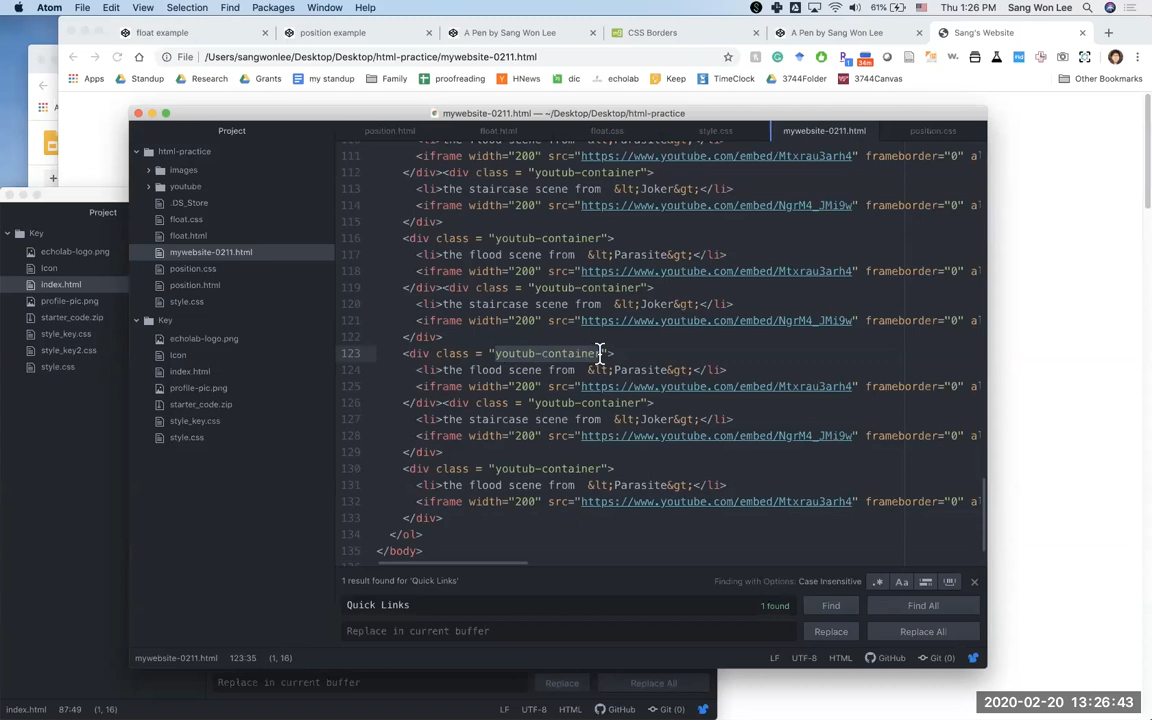 Atom File Edit View Selection Find Packages Window Help 61% Thu 1:26 PM Sang Won Lee
float example position example A Pen by Sang Won Lee CSS Borders A Pen by Sang Won Lee Sang's Website
File /Users/sangwonlee/Desktop/Desktop/html-practice/mywebsite-0211.html
Apps Standup Research Grants my standup Family proofreading HNews dic echolab Keep TimeClock 3744Folder 3744Canvas Other Bookmarks
mywebsite-0211.html — ~/Desktop/Desktop/html-practice
Project position.html float.html float.css style.css mywebsite-0211.html position.css
html-practice
images
youtube
.DS_Store
float.css
float.html
mywebsite-0211.html
position.css
position.html
style.css
Key
echolab-logo.png
Icon
index.html
profile-pic.png
starter_code.zip
style_key.css
style.css
111 <iframe width="200" src="https://www.youtube.com/embed/Mtxrau3arh4" frameborder="0" al
112 </div><div class = "youtub-container">
113 <li>the staircase scene from &lt;Joker&gt;</li>
114 <iframe width="200" src="https://www.youtube.com/embed/NgrM4_JMi9w" frameborder="0" al
115 </div>
116 <div class = "youtub-container">
117 <li>the flood scene from &lt;Parasite&gt;</li>
118 <iframe width="200" src="https://www.youtube.com/embed/Mtxrau3arh4" frameborder="0" al
119 </div><div class = "youtub-container">
120 <li>the staircase scene from &lt;Joker&gt;</li>
121 <iframe width="200" src="https://www.youtube.com/embed/NgrM4_JMi9w" frameborder="0" al
122 </div>
123 <div class = "youtub-container">
124 <li>the flood scene from &lt;Parasite&gt;</li>
125 <iframe width="200" src="https://www.youtube.com/embed/Mtxrau3arh4" frameborder="0" al
126 </div><div class = "youtub-container">
127 <li>the staircase scene from &lt;Joker&gt;</li>
128 <iframe width="200" src="https://www.youtube.com/embed/NgrM4_JMi9w" frameborder="0" al
129 </div>
130 <div class = "youtub-container">
131 <li>the flood scene from &lt;Parasite&gt;</li>
132 <iframe width="200" src="https://www.youtube.com/embed/Mtxrau3arh4" frameborder="0" al
133 </div>
134 </ol>
135 </body>
1 result found for 'Quick Links' Finding with Options: Case Insensitive .* Aa
Quick Links 1 found Find Find All
Replace in current buffer Replace Replace All
mywebsite-0211.html 123:35 (1, 16) LF UTF-8 HTML GitHub Git (0)
Project
Key
echolab-logo.png
Icon
index.html
profile-pic.png
starter_code.zip
style_key.css
style_key2.css
style.css
Replace in current buffer Replace Replace All
index.html 87:49 (1, 16) LF UTF-8 HTML GitHub Git (0)
2020-02-20 13:26:43